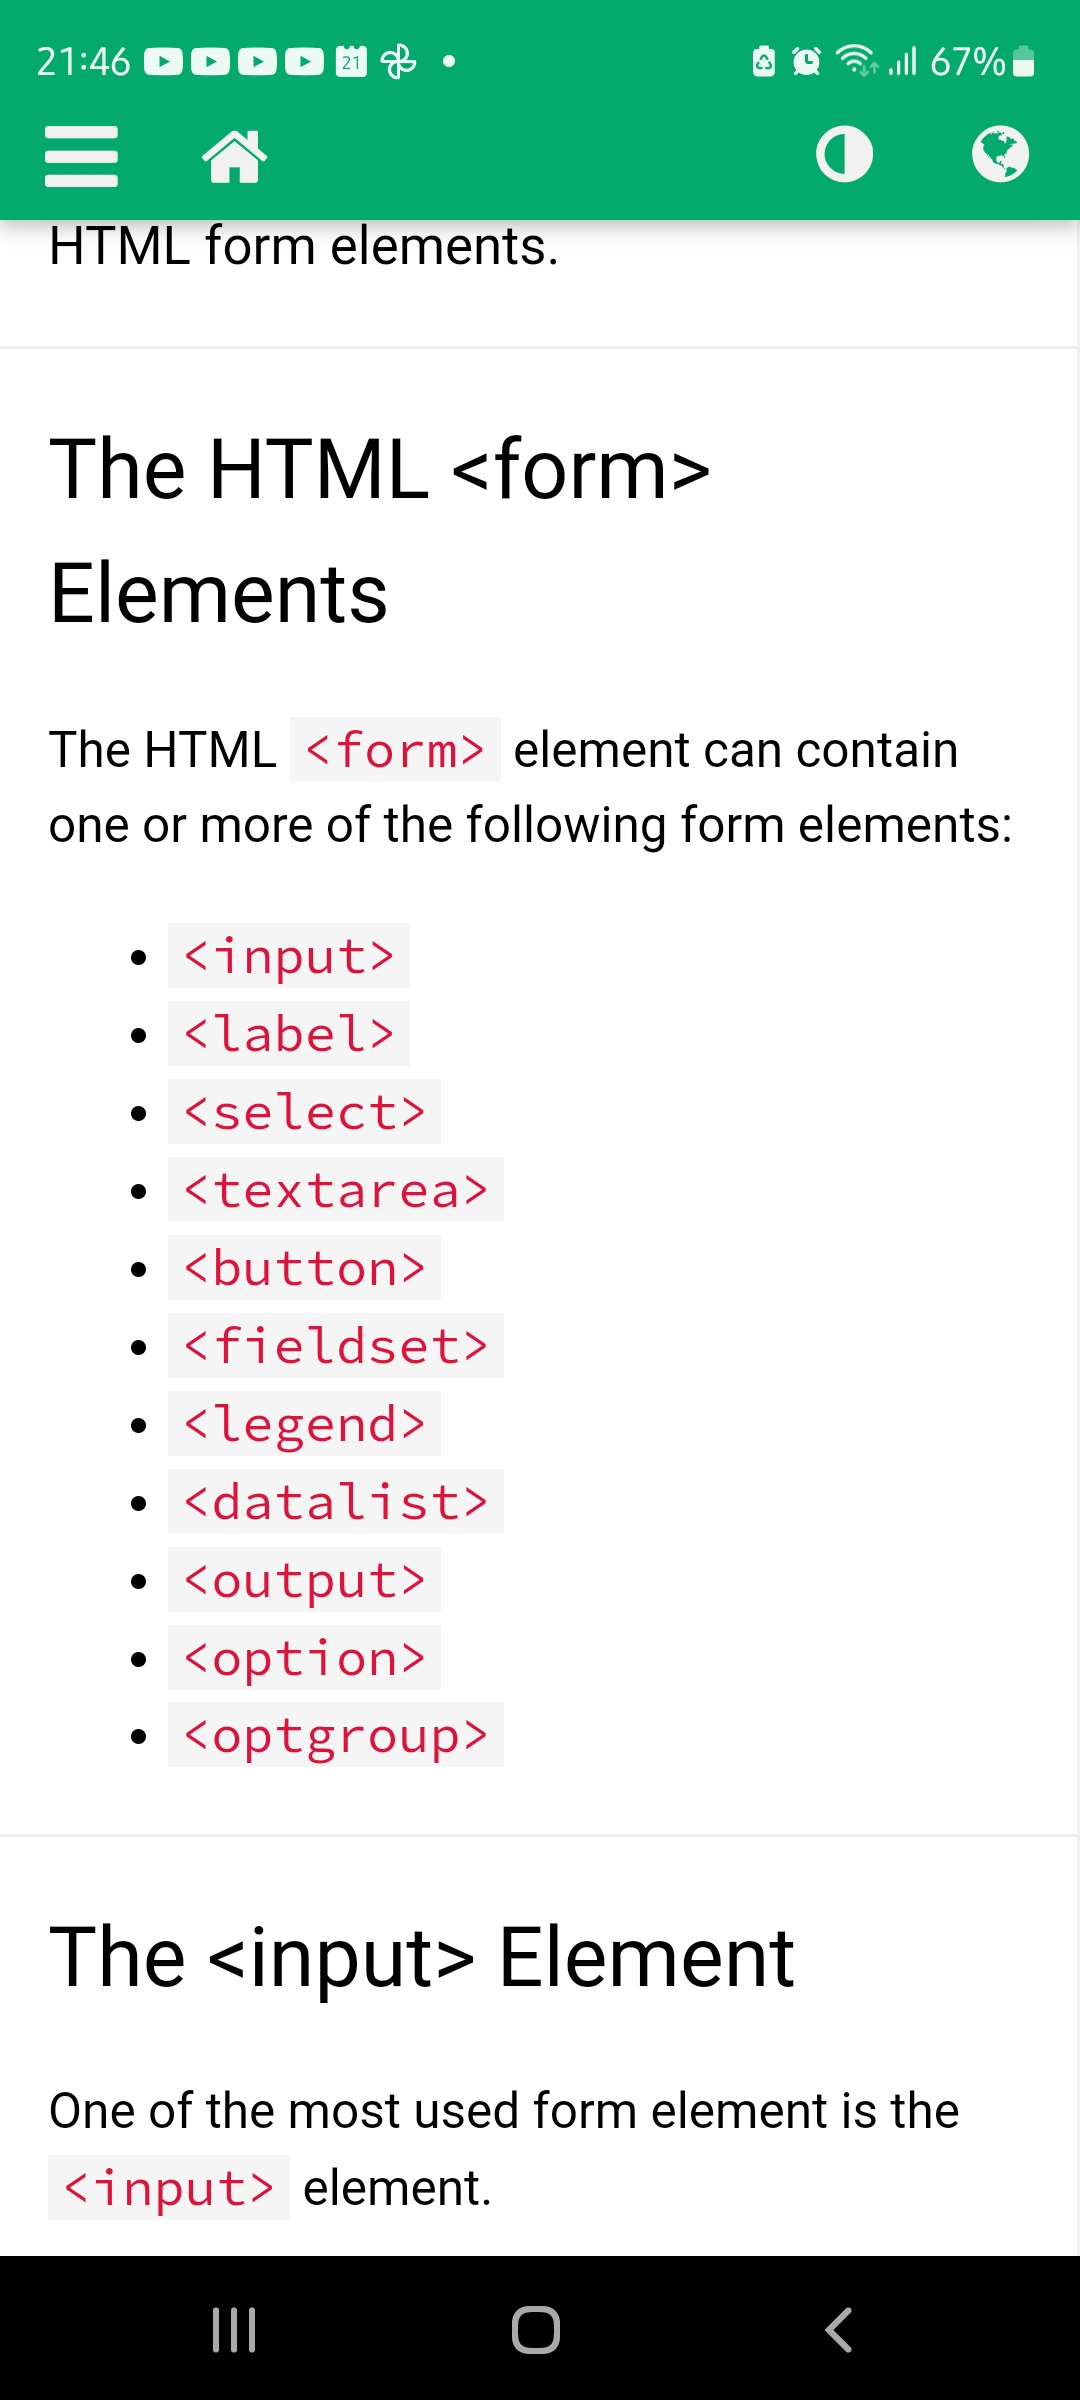 21:46 21 67%
HTML form elements.
The HTML <form>
Elements
The HTML <form> element can contain
one or more of the following form elements:
<input>
<label>
<select>
<textarea>
<button>
<fieldset>
<legend>
<datalist>
<output>
<option>
<optgroup>
The <input> Element
One of the most used form element is the
<input> element.